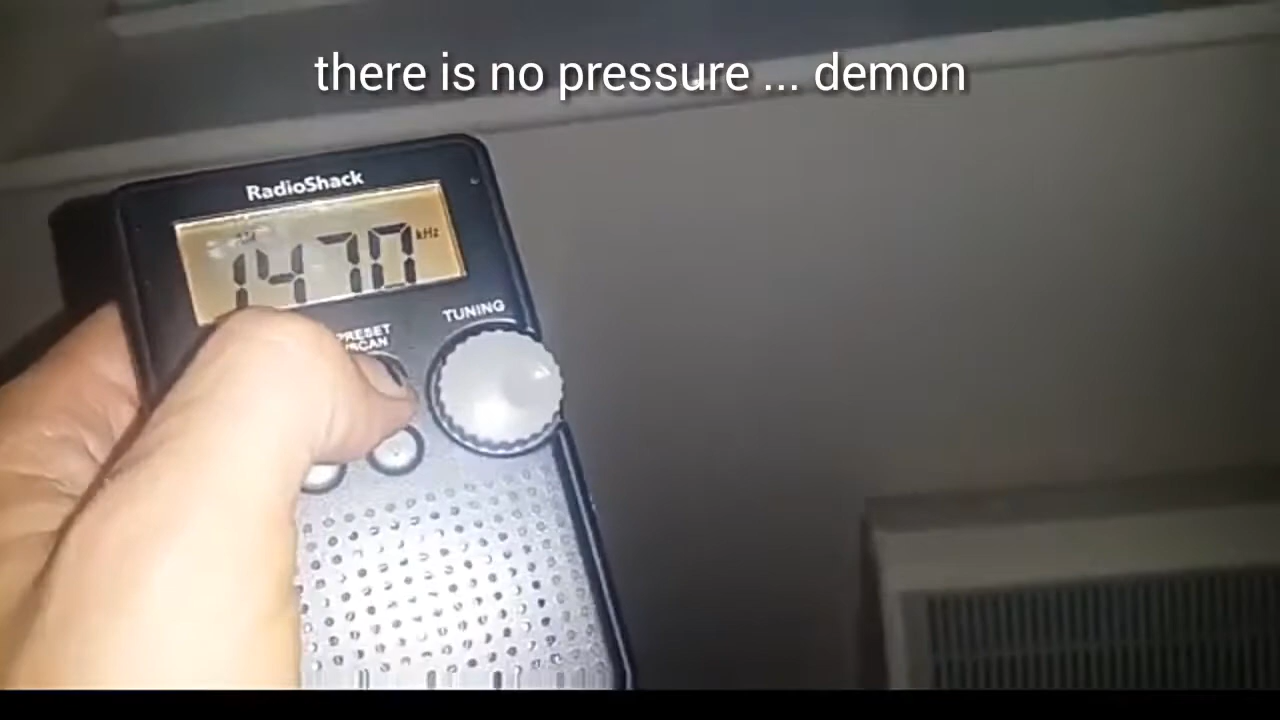 there is no pressure ... demon
RadioShack
1470 kHz
TUNING
PRESET